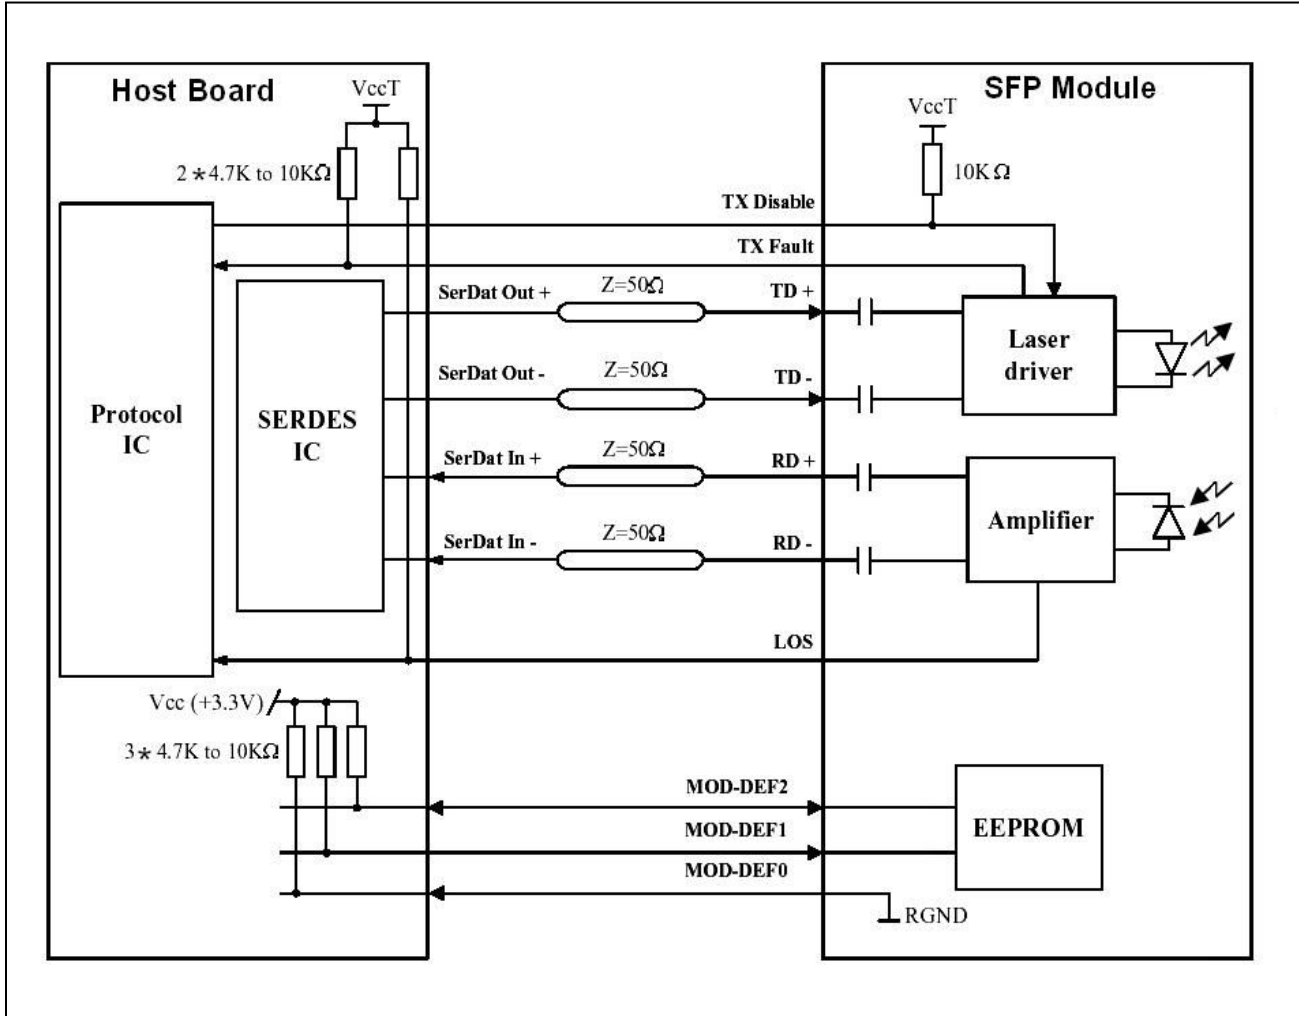 Host Board
SFP Module
VccT
VccT
2*4.7K to 10KΩ
10KΩ
TX Disable
TX Fault
SerDat Out +
Z=50Ω
TD +
Laser
driver
SerDat Out -
Z=50Ω
TD -
Protocol
IC
SERDES
IC
SerDat In +
Z=50Ω
RD +
Amplifier
SerDat In -
Z=50Ω
RD -
LOS
Vcc (+3.3V)
3*4.7K to 10KΩ
MOD-DEF2
MOD-DEF1
EEPROM
MOD-DEF0
RGND